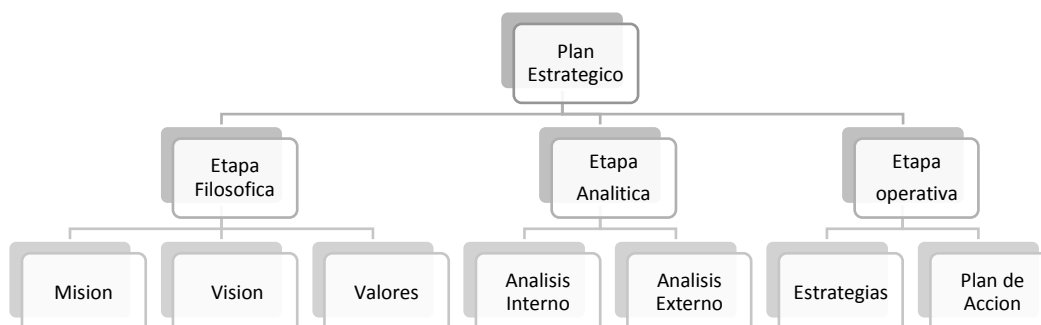 Plan
Estrategico
Etapa
Filosofica
Etapa
Analitica
Etapa
operativa
Mision
Vision
Valores
Analisis
Interno
Analisis
Externo
Estrategias
Plan de
Accion